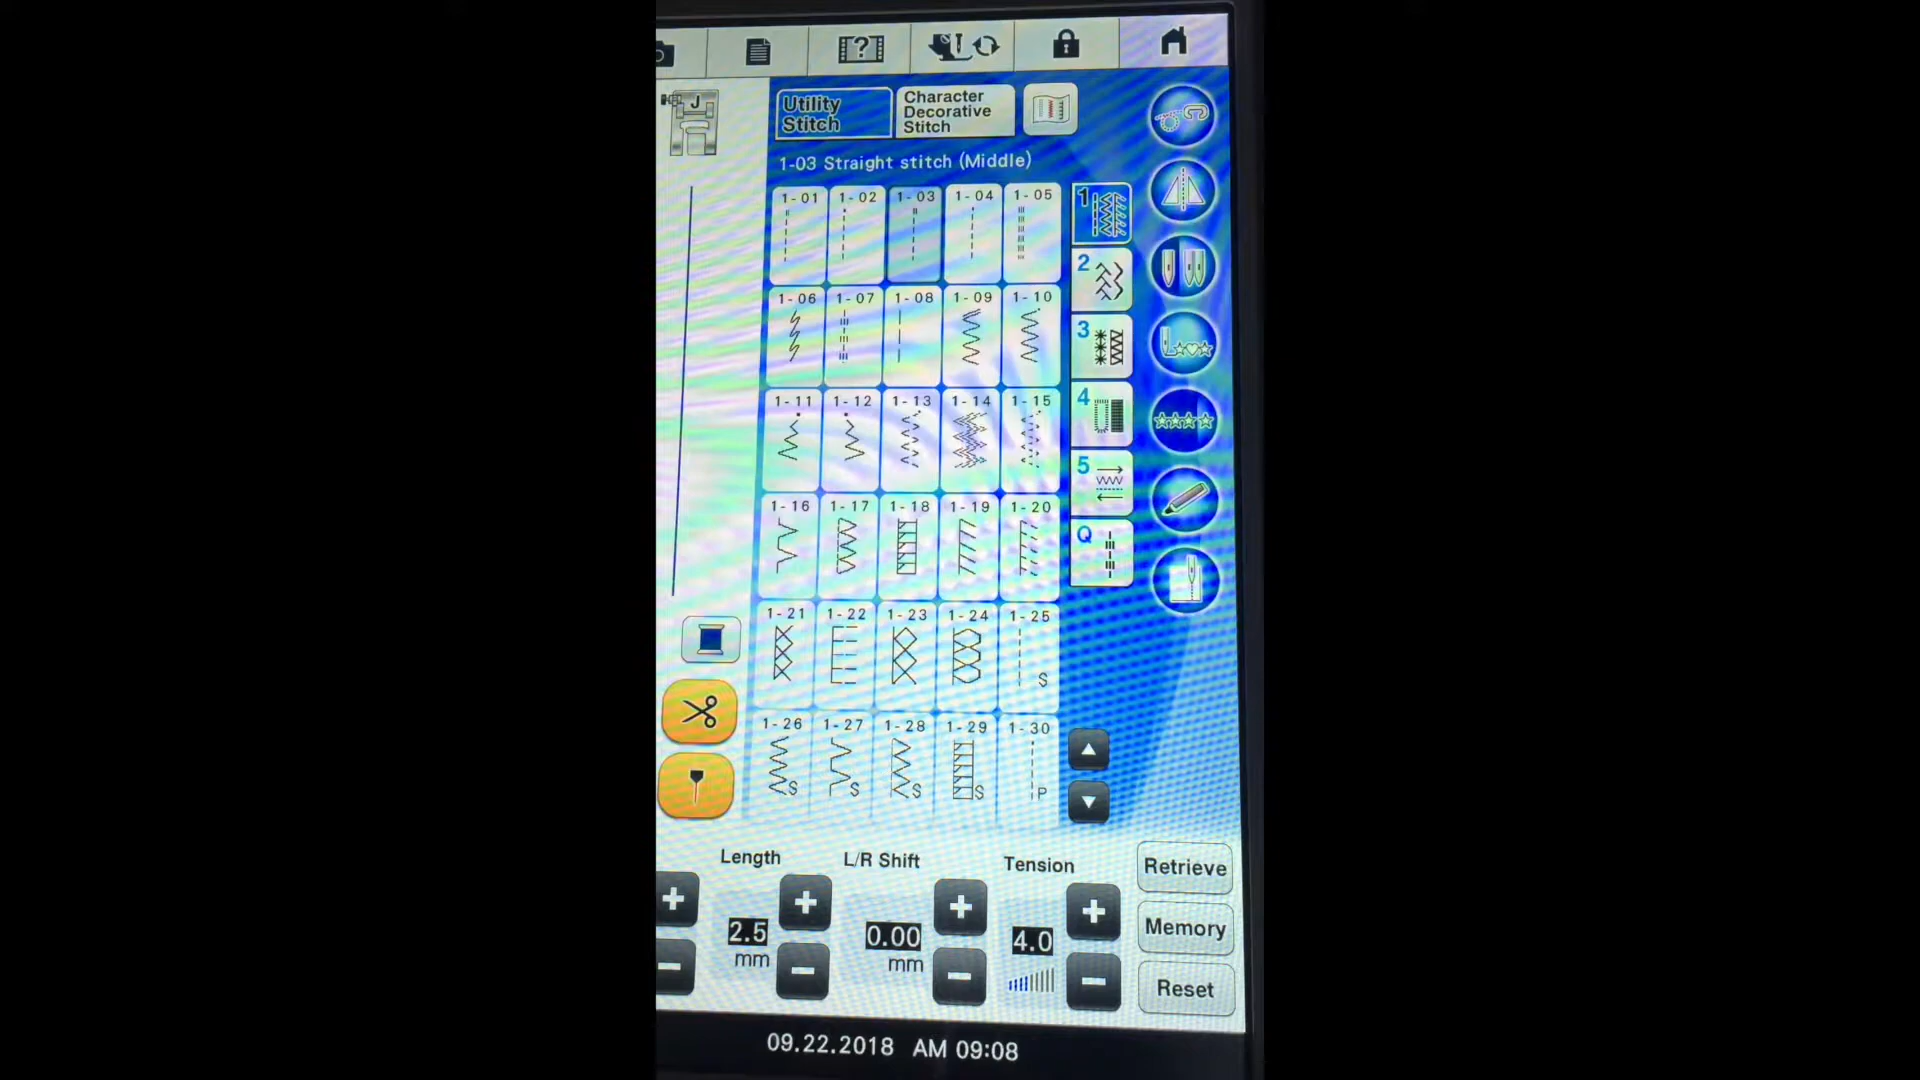 J
Utility
Stitch
Character
Decorative
Stitch
1-03 Straight stitch (Middle)
1-01 1-02 1-03 1-04 1-05
1-06 1-07 1-08 1-09 1-10
1-11 1-12 1-13 1-14 1-15
1-16 1-17 1-18 1-19 1-20
1-21 1-22 1-23 1-24 1-25
S
1-26 1-27 1-28 1-29 1-30
S S S S P
1
2
3
4
5
Q
Length L/R Shift Tension
2.5 0.00 4.0
mm mm
Retrieve
Memory
Reset
09.22.2018 AM 09:08